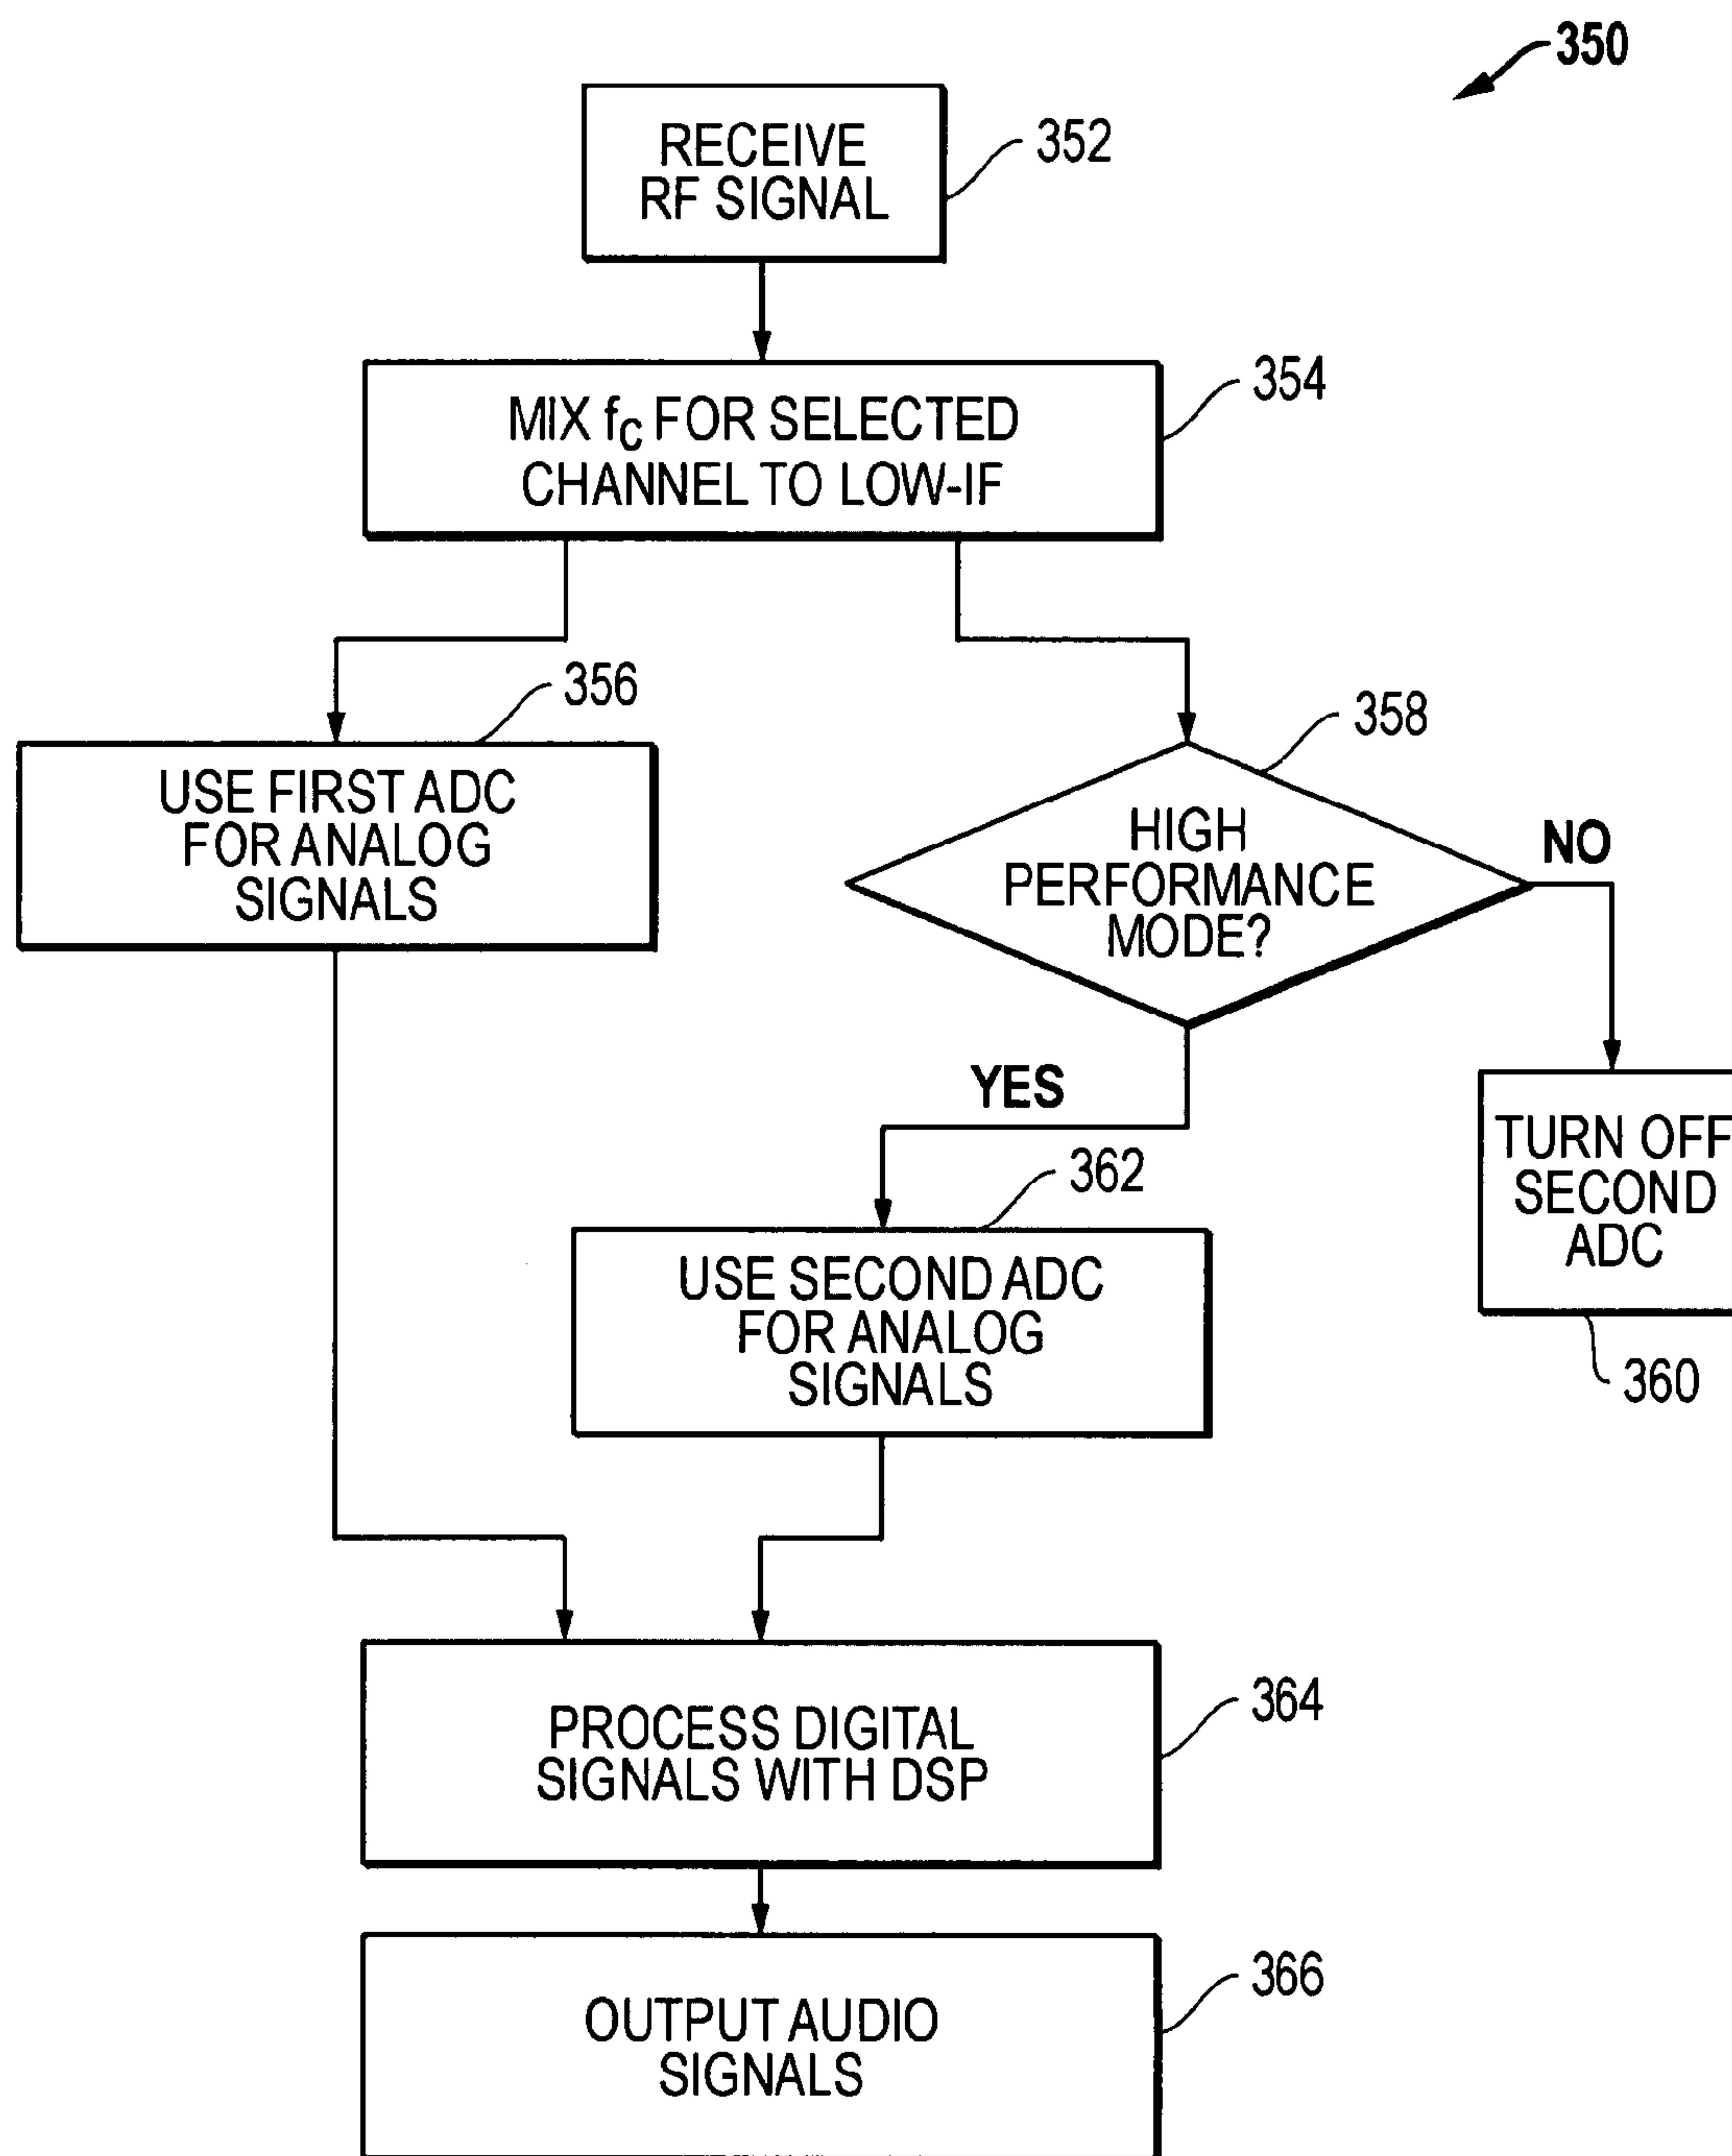 350
RECEIVE
RF SIGNAL
352
MIX fC FOR SELECTED
CHANNEL TO LOW-IF
354
356
USE FIRST ADC
FOR ANALOG
SIGNALS
358
HIGH
PERFORMANCE
MODE?
NO
YES
TURN OFF
SECOND
ADC
360
362
USE SECOND ADC
FOR ANALOG
SIGNALS
PROCESS DIGITAL
SIGNALS WITH DSP
364
OUTPUT AUDIO
SIGNALS
366